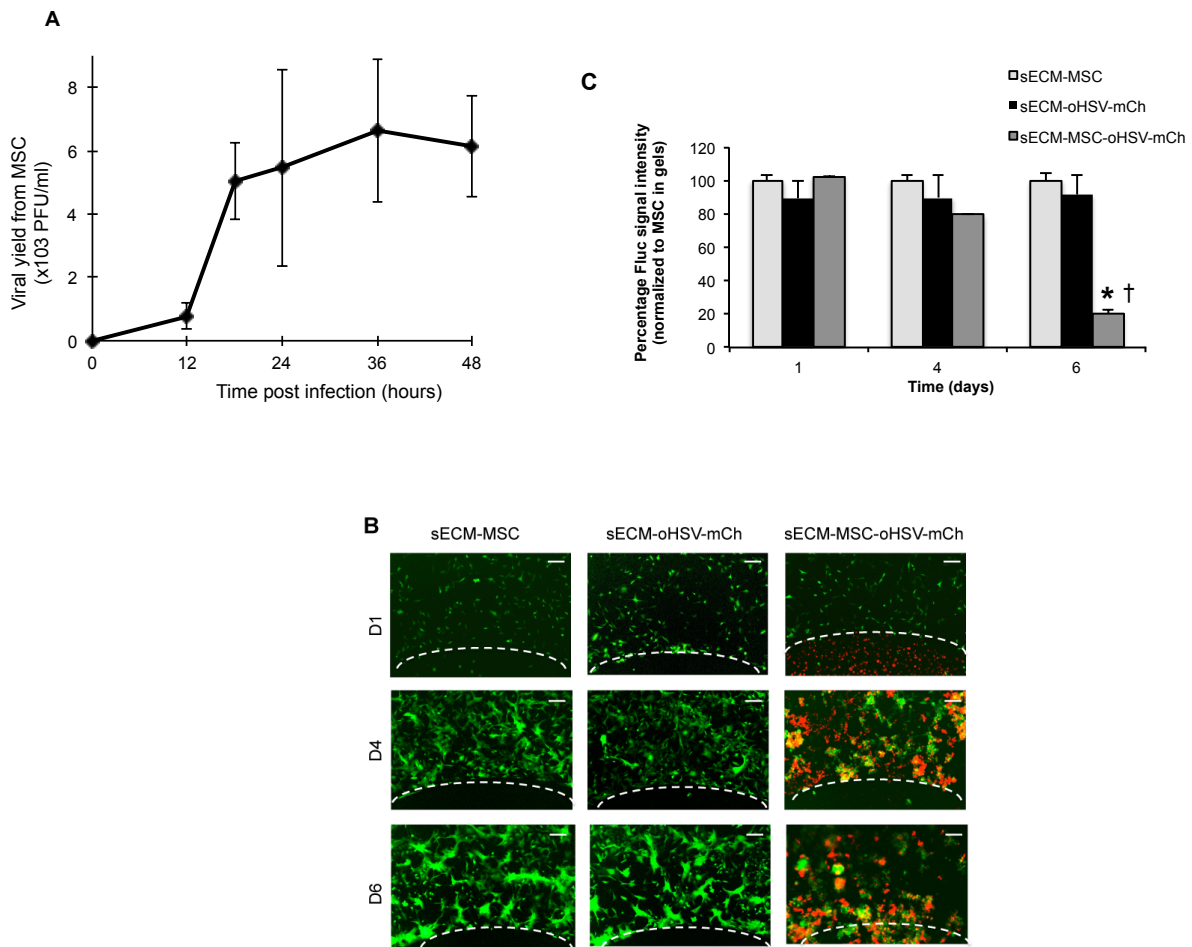 A
Viral yield from MSC
(x103 PFU/ml)
8
6
4
2
0
0 12 24 36 48
Time post infection (hours)
C
sECM-MSC
sECM-oHSV-mCh
sECM-MSC-oHSV-mCh
Percentage Fluc signal intensity
(normalized to MSC in gels)
120
100
80
60
40
20
0
* †
1 4 6
Time (days)
B
sECM-MSC sECM-oHSV-mCh sECM-MSC-oHSV-mCh
D1
D4
D6